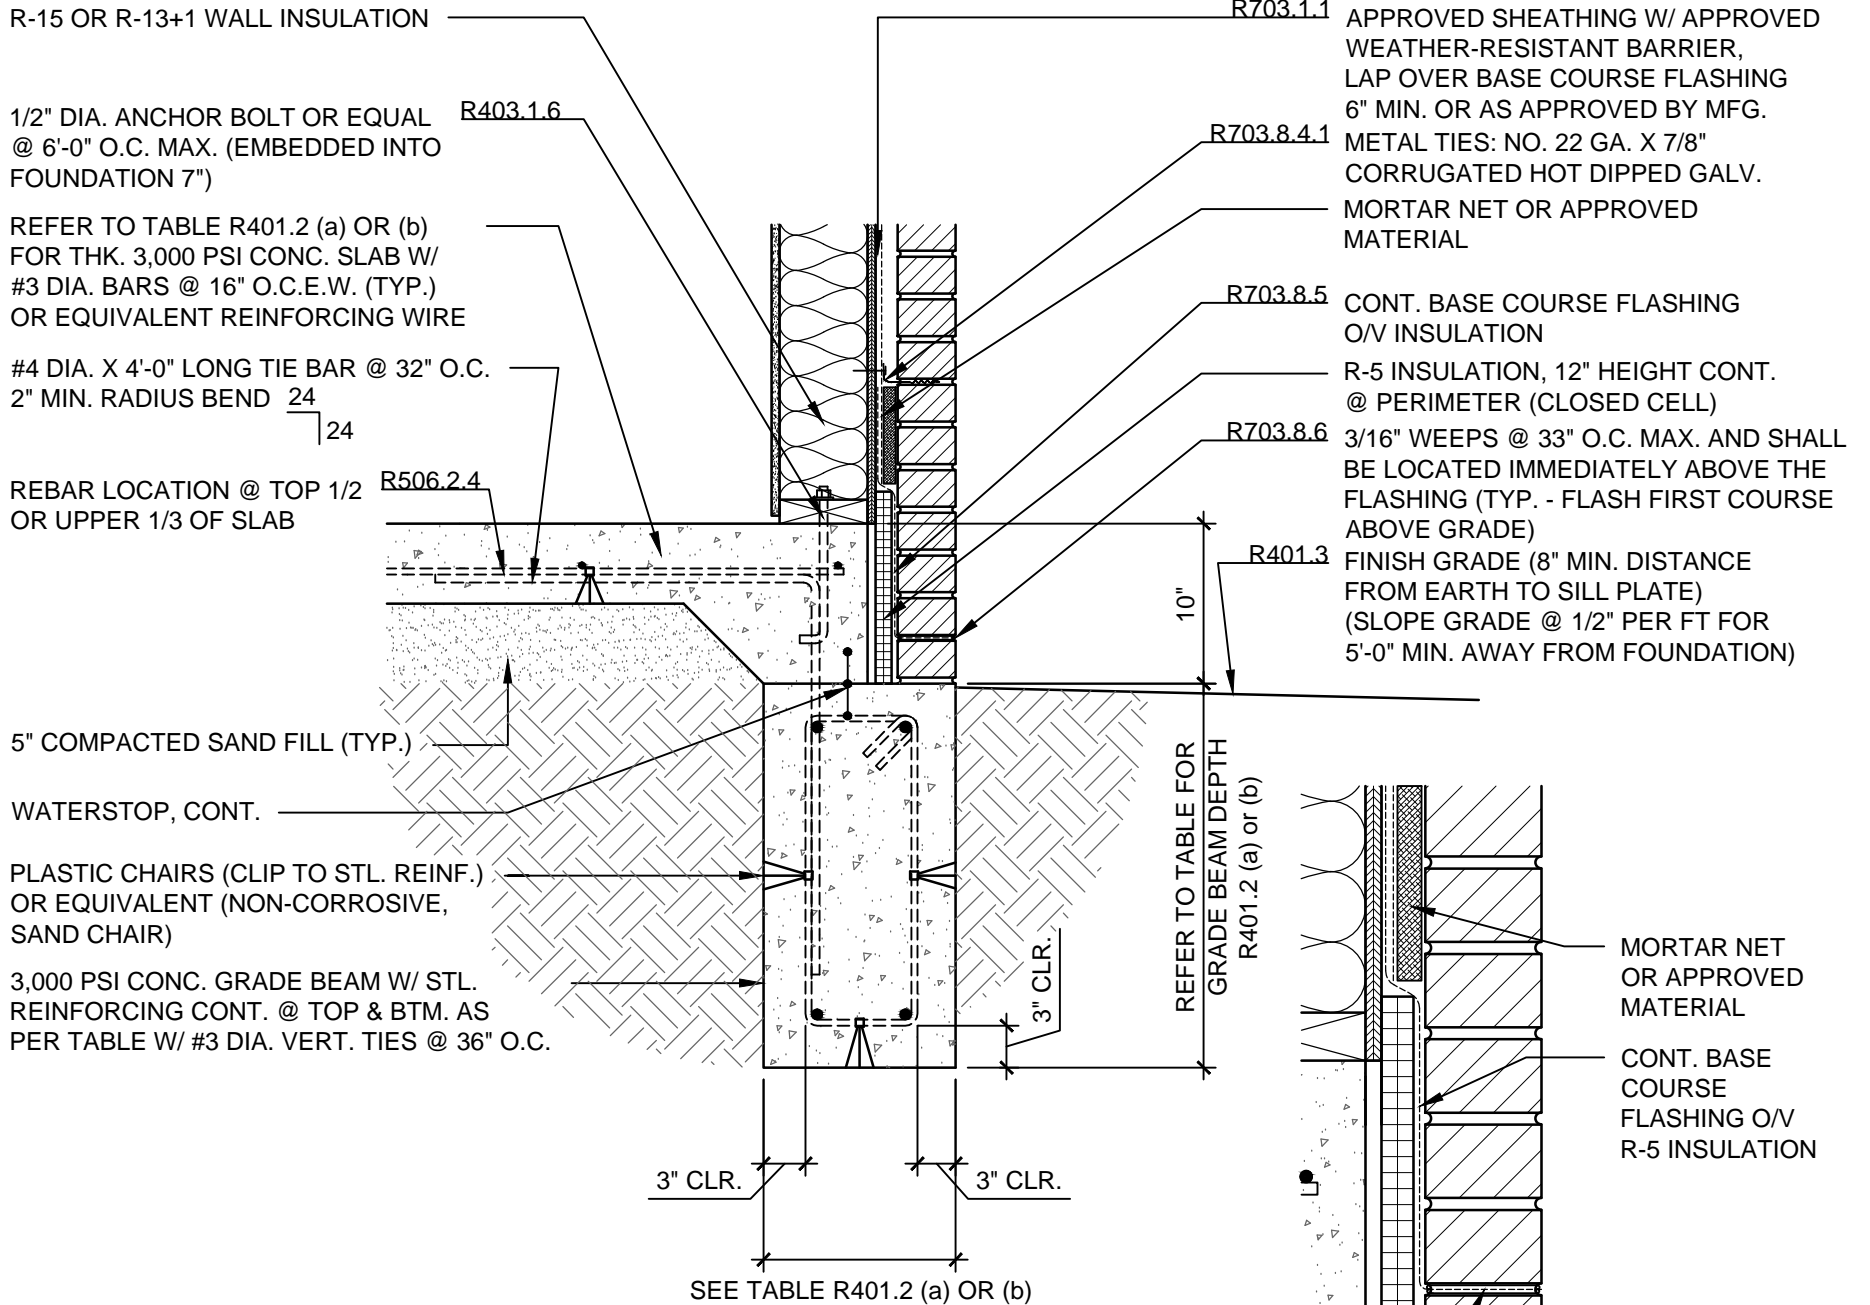 R-15 OR R-13+1 WALL INSULATION
1/2" DIA. ANCHOR BOLT OR EQUAL
@ 6'-0" O.C. MAX. (EMBEDDED INTO
FOUNDATION 7")
R403.1.6
REFER TO TABLE R401.2 (a) OR (b)
FOR THK. 3,000 PSI CONC. SLAB W/
#3 DIA. BARS @ 16" O.C.E.W. (TYP.)
OR EQUIVALENT REINFORCING WIRE
#4 DIA. X 4'-0" LONG TIE BAR @ 32" O.C.
2" MIN. RADIUS BEND
24
24
REBAR LOCATION @ TOP 1/2
OR UPPER 1/3 OF SLAB
R506.2.4
5" COMPACTED SAND FILL (TYP.)
WATERSTOP, CONT.
PLASTIC CHAIRS (CLIP TO STL. REINF.)
OR EQUIVALENT (NON-CORROSIVE,
SAND CHAIR)
3,000 PSI CONC. GRADE BEAM W/ STL.
REINFORCING CONT. @ TOP & BTM. AS
PER TABLE W/ #3 DIA. VERT. TIES @ 36" O.C.
R703.1.1
APPROVED SHEATHING W/ APPROVED
WEATHER-RESISTANT BARRIER,
LAP OVER BASE COURSE FLASHING
6" MIN. OR AS APPROVED BY MFG.
R703.8.4.1
METAL TIES: NO. 22 GA. X 7/8"
CORRUGATED HOT DIPPED GALV.
MORTAR NET OR APPROVED
MATERIAL
R703.8.5
CONT. BASE COURSE FLASHING
O/V INSULATION
R-5 INSULATION, 12" HEIGHT CONT.
@ PERIMETER (CLOSED CELL)
R703.8.6
3/16" WEEPS @ 33" O.C. MAX. AND SHALL
BE LOCATED IMMEDIATELY ABOVE THE
FLASHING (TYP. - FLASH FIRST COURSE
ABOVE GRADE)
R401.3
FINISH GRADE (8" MIN. DISTANCE
FROM EARTH TO SILL PLATE)
(SLOPE GRADE @ 1/2" PER FT FOR
5'-0" MIN. AWAY FROM FOUNDATION)
10"
REFER TO TABLE FOR
GRADE BEAM DEPTH
R401.2 (a) or (b)
3" CLR.
3" CLR.
3" CLR.
SEE TABLE R401.2 (a) OR (b)
MORTAR NET
OR APPROVED
MATERIAL
CONT. BASE
COURSE
FLASHING O/V
R-5 INSULATION